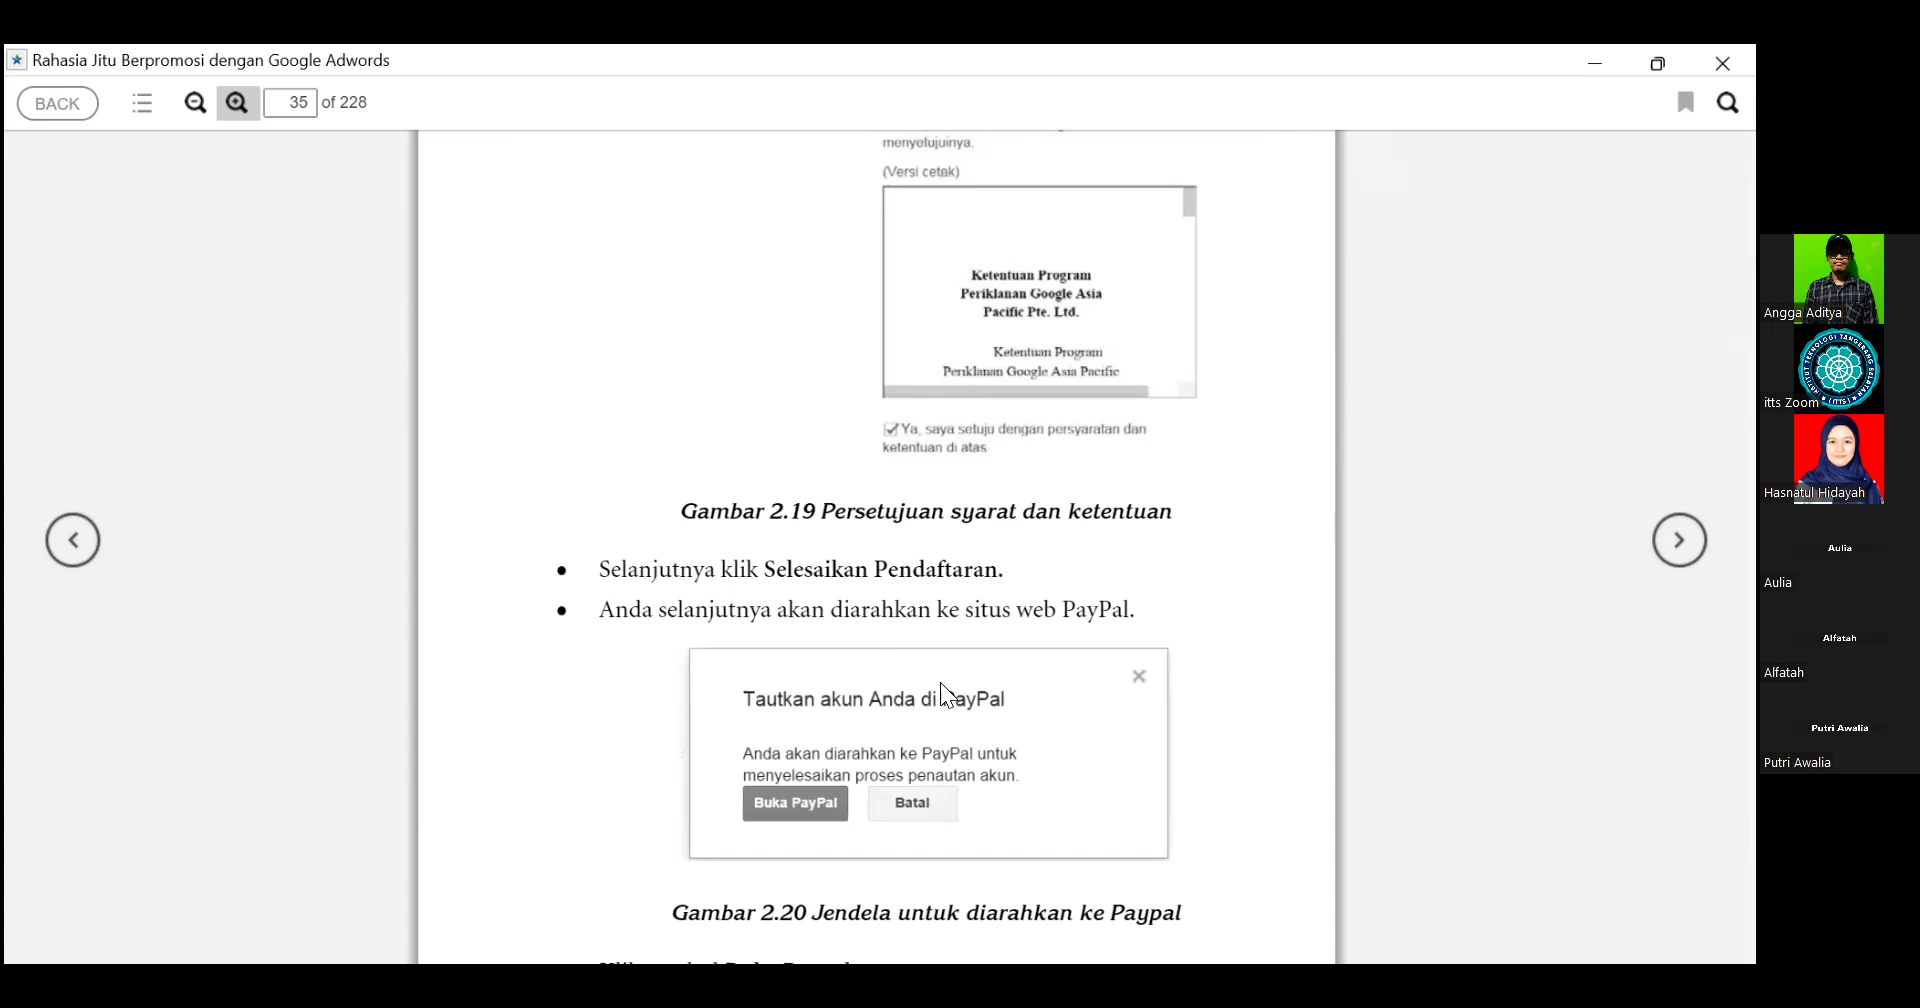 Rahasia Jitu Berpromosi dengan Google Adwords
BACK
35 of 228
menyetujuinya.
(Versi cetak)
Ketentuan Program
Periklanan Google Asia
Pacific Pte. Ltd.
Ketentuan Program
Periklanan Google Asia Pacific
Ya, saya setuju dengan persyaratan dan
ketentuan di atas
Gambar 2.19 Persetujuan syarat dan ketentuan
• Selanjutnya klik Selesaikan Pendaftaran.
• Anda selanjutnya akan diarahkan ke situs web PayPal.
Tautkan akun Anda di PayPal
Anda akan diarahkan ke PayPal untuk
menyelesaikan proses penautan akun.
Buka PayPal
Batal
Gambar 2.20 Jendela untuk diarahkan ke Paypal
Angga Aditya
INSTITUT TEKNOLOGI TANGERANG SELATAN
(ITTS)
itts Zoom
Hasnatul Hidayah
Aulia
Aulia
Alfatah
Alfatah
Putri Awalia
Putri Awalia